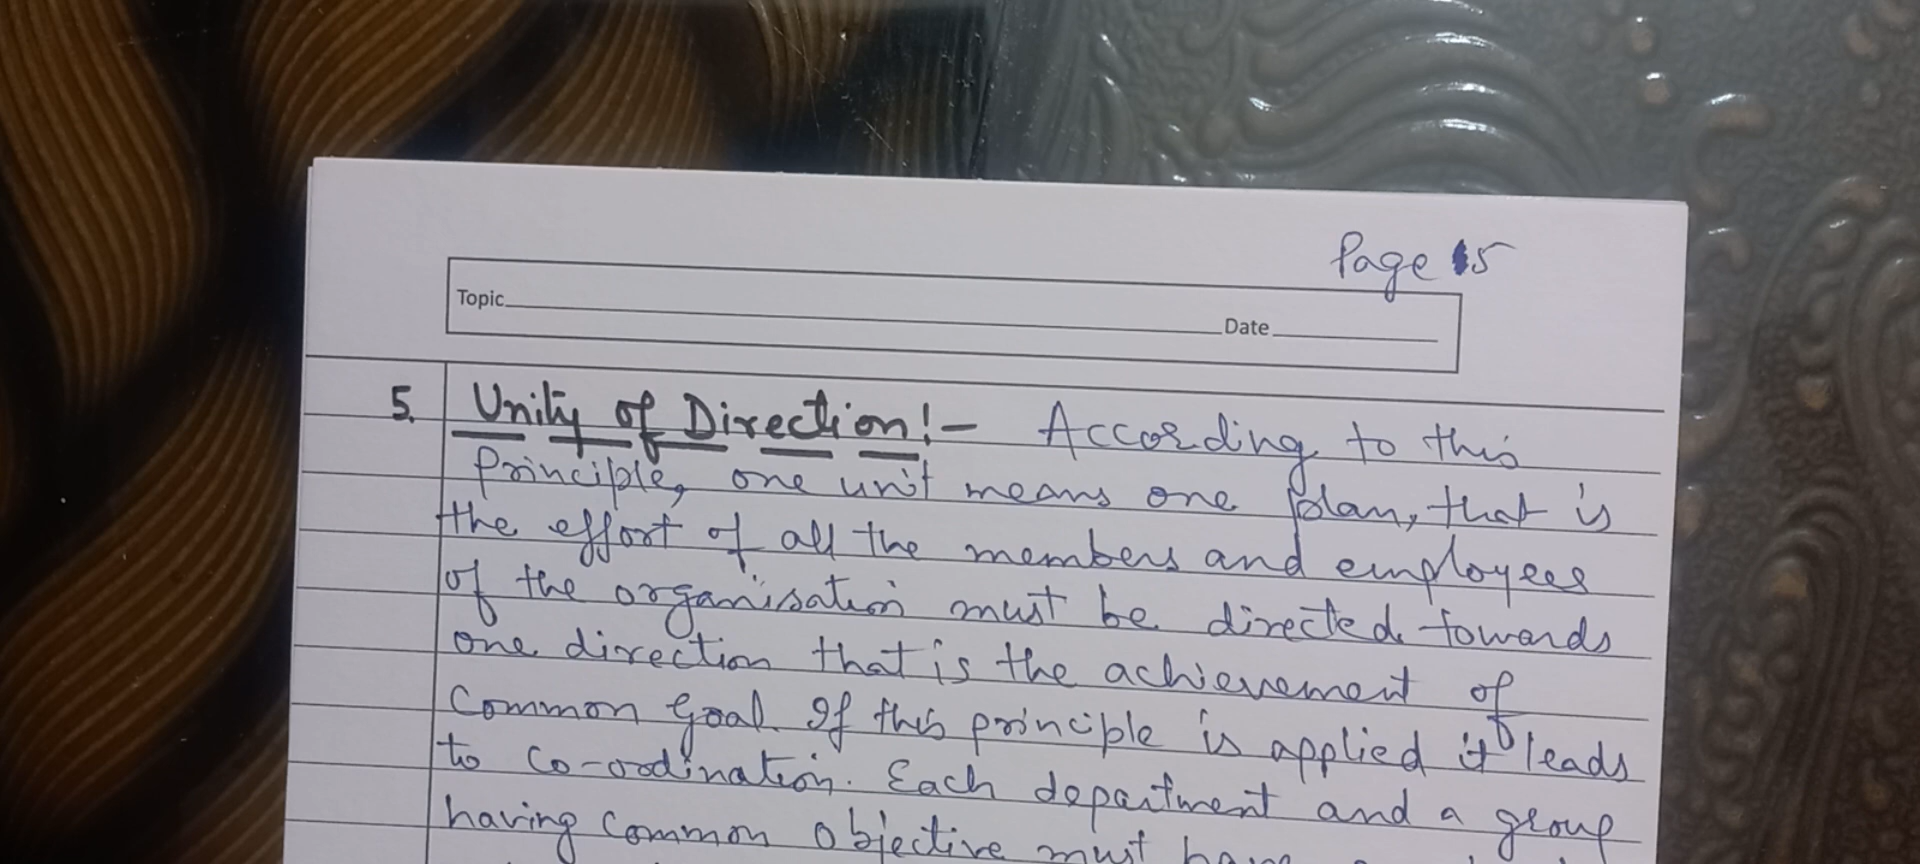 Page 5
Topic
Date
5. Unity of Direction!- According to this
Principle, one unit means one plan, that is
the effort of all the members and employees
of the organisation must be directed towards
one direction that is the achievement of
Common goal. If this principle is applied it leads
to Co-ordination. Each department and a group
having Common Objective must have